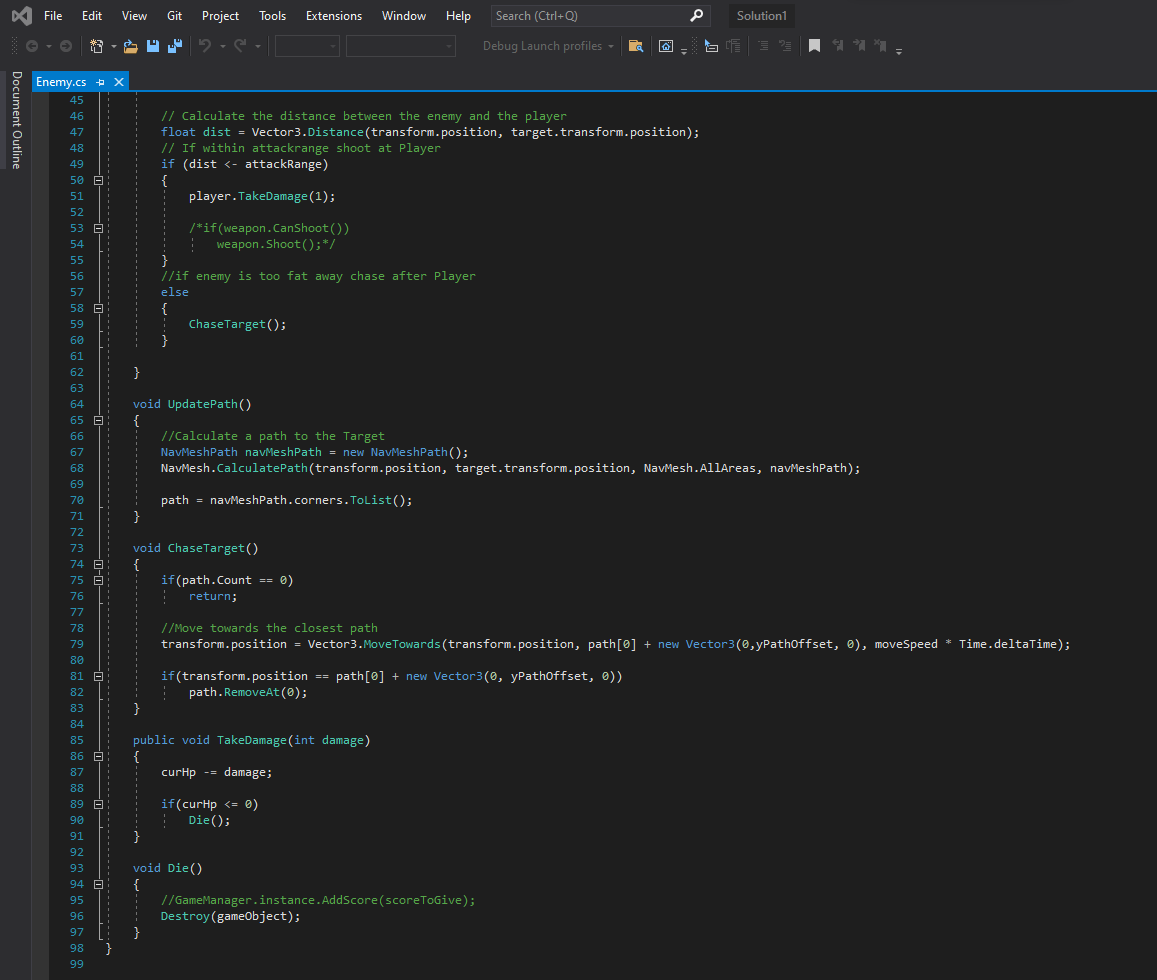 File Edit View Git Project Tools Extensions Window Help Search (Ctrl+Q) Solution1
Debug Launch profiles
Document Outline
Enemy.cs
45
46 // Calculate the distance between the enemy and the player
47 float dist = Vector3.Distance(transform.position, target.transform.position);
48 // If within attackrange shoot at Player
49 if (dist <- attackRange)
50 {
51 player.TakeDamage(1);
52
53 /*if(weapon.CanShoot())
54 weapon.Shoot();*/
55 }
56 //if enemy is too fat away chase after Player
57 else
58 {
59 ChaseTarget();
60 }
61
62 }
63
64 void UpdatePath()
65 {
66 //Calculate a path to the Target
67 NavMeshPath navMeshPath = new NavMeshPath();
68 NavMesh.CalculatePath(transform.position, target.transform.position, NavMesh.AllAreas, navMeshPath);
69
70 path = navMeshPath.corners.ToList();
71 }
72
73 void ChaseTarget()
74 {
75 if(path.Count == 0)
76 return;
77
78 //Move towards the closest path
79 transform.position = Vector3.MoveTowards(transform.position, path[0] + new Vector3(0,yPathOffset, 0), moveSpeed * Time.deltaTime);
80
81 if(transform.position == path[0] + new Vector3(0, yPathOffset, 0))
82 path.RemoveAt(0);
83 }
84
85 public void TakeDamage(int damage)
86 {
87 curHp -= damage;
88
89 if(curHp <= 0)
90 Die();
91 }
92
93 void Die()
94 {
95 //GameManager.instance.AddScore(scoreToGive);
96 Destroy(gameObject);
97 }
98 }
99